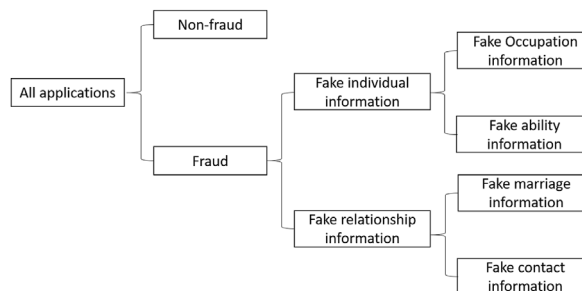 Non-fraud
Fake Occupation
information
All applications
Fake individual
information
Fake ability
information
Fraud
Fake marriage
information
Fake relationship
information
Fake contact
information